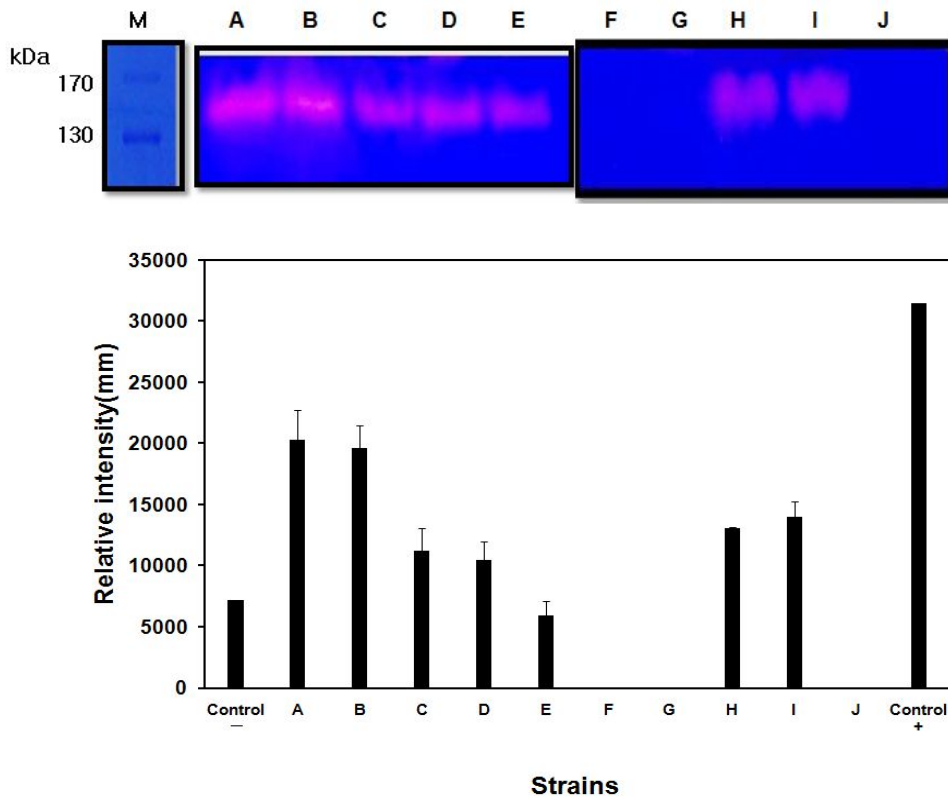 M A B C D E F G H I J
kDa
170
130
35000
30000
25000
20000
15000
10000
5000
0
Relative intensity(mm)
Control A B C D E F G H I J Control
– +
Strains